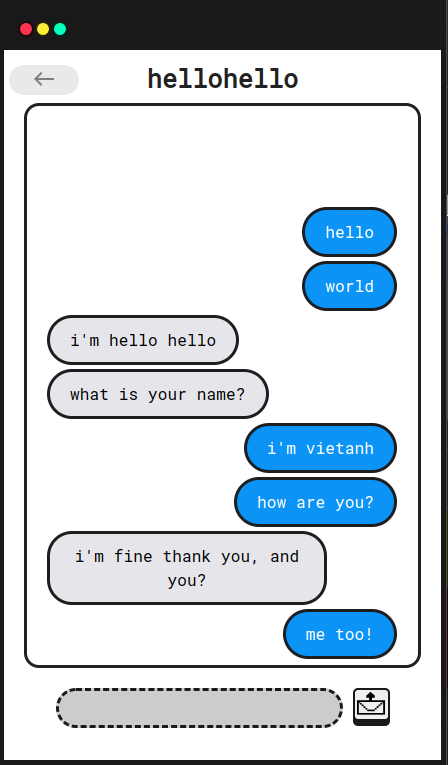 hellohello
hello
world
i'm hello hello
what is your name?
i'm vietanh
how are you?
i'm fine thank you, and
you?
me too!